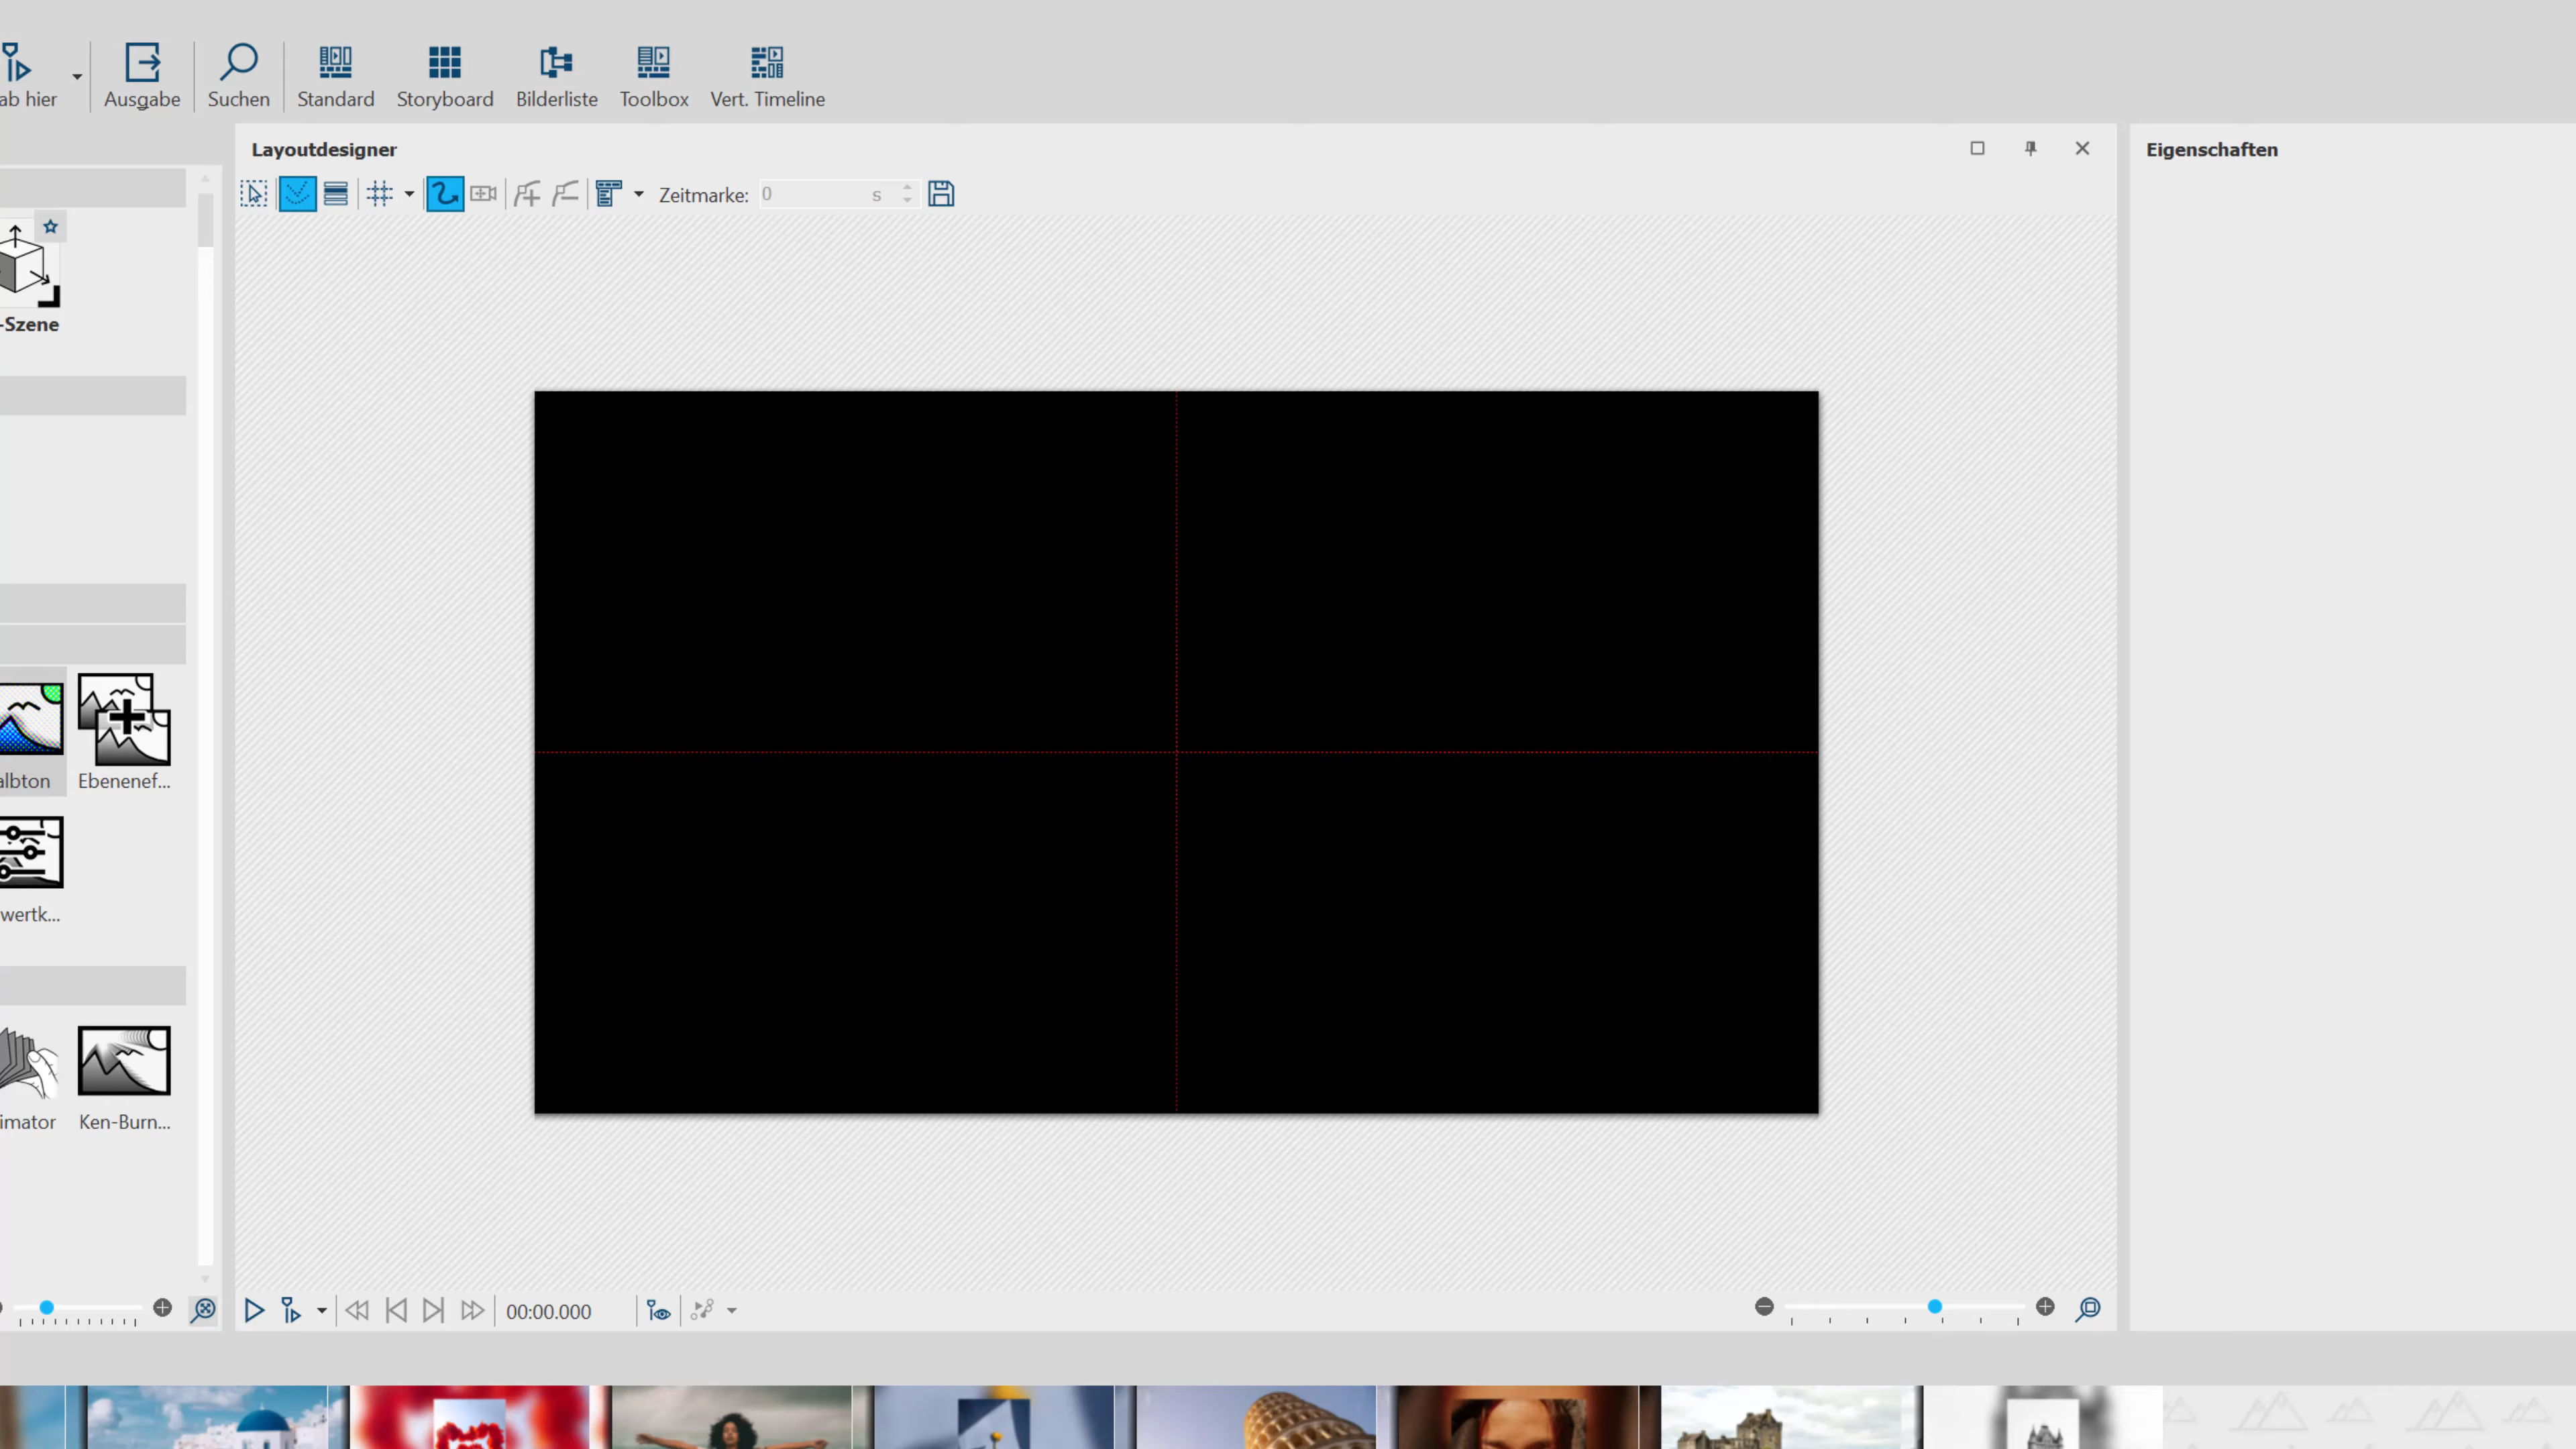 ab hier
Ausgabe
Suchen
Standard
Storyboard
Bilderliste
Toolbox
Vert. Timeline
Layoutdesigner
Eigenschaften
Zeitmarke: 0 s
-Szene
albton
Ebenenef...
wertk...
imator
Ken-Burn...
00:00.000